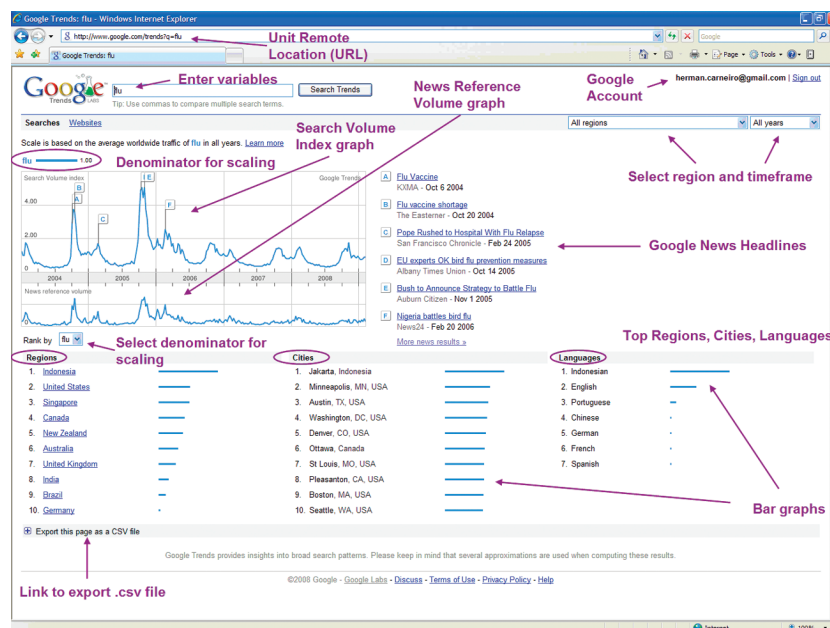 Google Trends: flu - Windows Internet Explorer
http://www.google.com/trends?q=flu
Google
Unit Remote
Location (URL)
Google Trends: flu
Page
Tools
Google
Trends LABS
Enter variables
flu
Search Trends
Tip: Use commas to compare multiple search terms.
News Reference
Volume graph
Google
Account
herman.carneiro@gmail.com | Sign out
Searches Websites
All regions
All years
Scale is based on the average worldwide traffic of flu in all years. Learn more
Search Volume
Index graph
flu 1.00
Denominator for scaling
Select region and timeframe
Search Volume index
Google Trends
4.00
2.00
0
A
B
C
D
E
F
2004 2005 2006 2007 2008
News reference volume
0
A Flu Vaccine
KXMA - Oct 6 2004
B Flu vaccine shortage
The Easterner - Oct 20 2004
C Pope Rushed to Hospital With Flu Relapse
San Francisco Chronicle - Feb 24 2005
D EU experts OK bird flu prevention measures
Albany Times Union - Oct 14 2005
E Bush to Announce Strategy to Battle Flu
Auburn Citizen - Nov 1 2005
F Nigeria battles bird flu
News24 - Feb 20 2006
More news results »
Google News Headlines
Rank by flu
Select denominator for
scaling
Top Regions, Cities, Languages
Regions
1. Indonesia
2. United States
3. Singapore
4. Canada
5. New Zealand
6. Australia
7. United Kingdom
8. India
9. Brazil
10. Germany
Cities
1. Jakarta, Indonesia
2. Minneapolis, MN, USA
3. Austin, TX, USA
4. Washington, DC, USA
5. Denver, CO, USA
6. Ottawa, Canada
7. St Louis, MO, USA
8. Pleasanton, CA, USA
9. Boston, MA, USA
10. Seattle, WA, USA
Languages
1. Indonesian
2. English
3. Portuguese
4. Chinese
5. German
6. French
7. Spanish
Bar graphs
Export this page as a CSV file
Google Trends provides insights into broad search patterns. Please keep in mind that several approximations are used when computing these results.
©2008 Google - Google Labs - Discuss - Terms of Use - Privacy Policy - Help
Link to export .csv file
Internet
100%